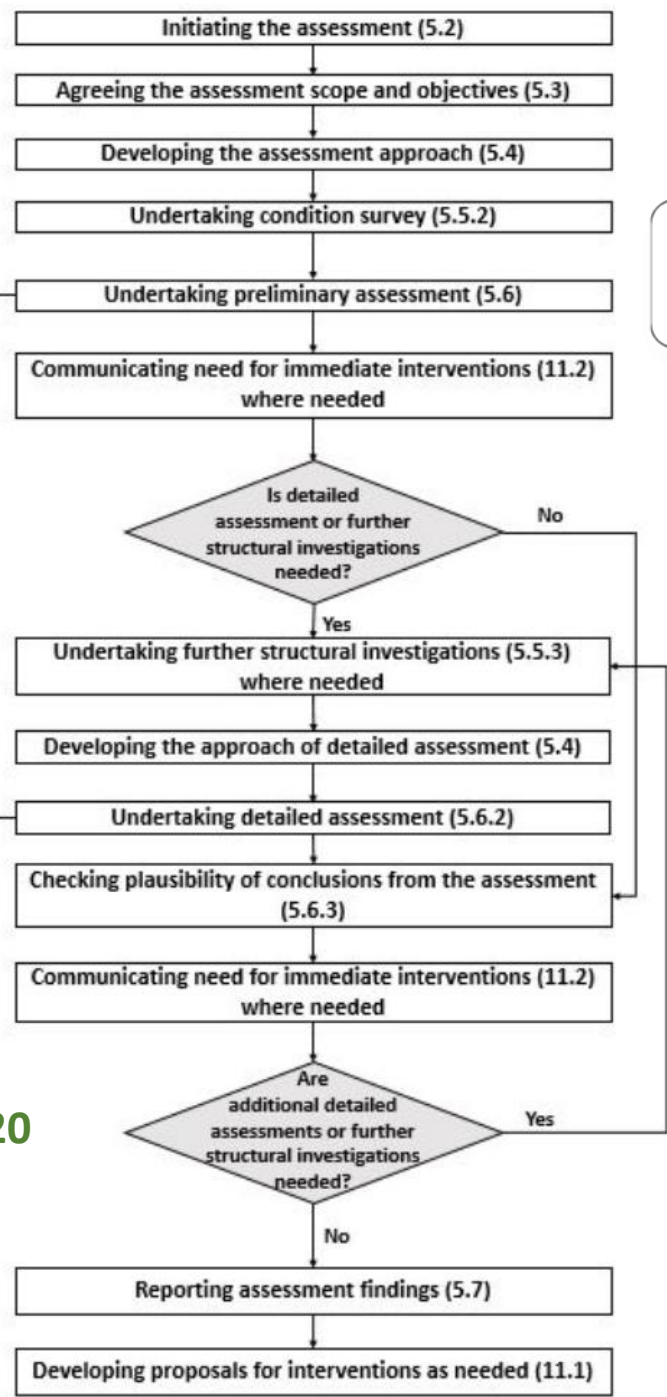 Initiating the assessment (5.2)
Agreeing the assessment scope and objectives (5.3)
Developing the assessment approach (5.4)
Undertaking condition survey (5.5.2)
Undertaking preliminary assessment (5.6)
Communicating need for immediate interventions (11.2)
where needed
Is detailed
assessment or further
structural investigations
needed?
No
Yes
Undertaking further structural investigations (5.5.3)
where needed
Developing the approach of detailed assessment (5.4)
Undertaking detailed assessment (5.6.2)
Checking plausibility of conclusions from the assessment
(5.6.3)
Communicating need for immediate interventions (11.2)
where needed
20
Are
additional detailed
assessments or further
structural investigations
needed?
Yes
No
Reporting assessment findings (5.7)
Developing proposals for interventions as needed (11.1)